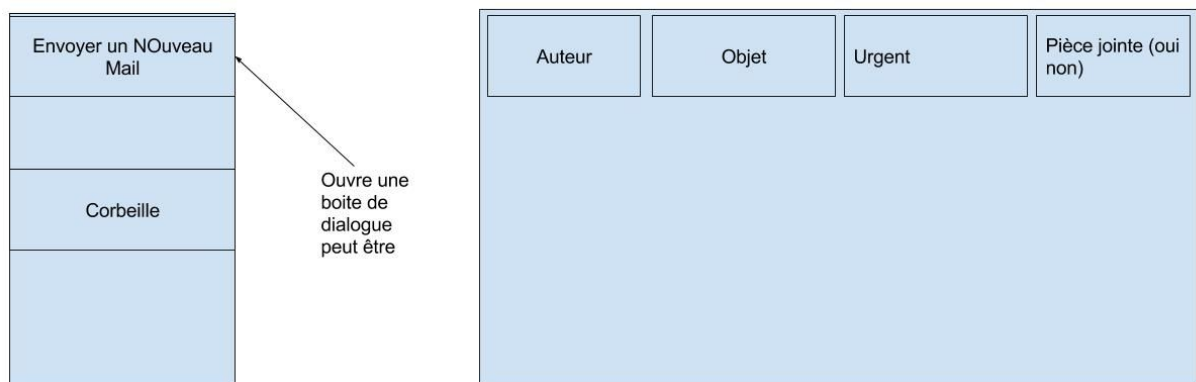 Envoyer un NOuveau
Mail
Corbeille
Ouvre une
boite de
dialogue
peut être
Auteur
Objet
Urgent
Pièce jointe (oui
non)